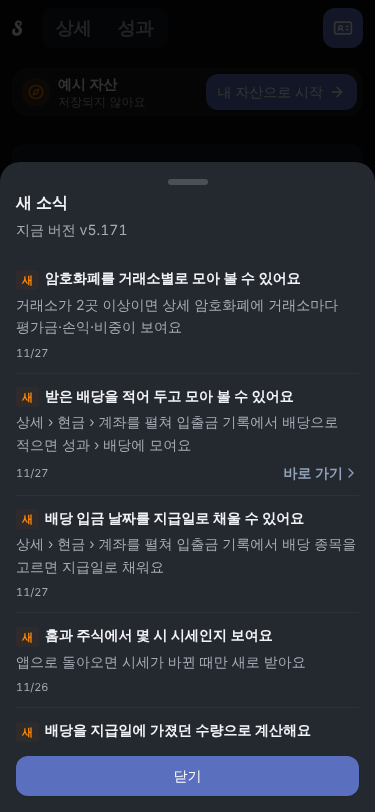 S 상세 성과
예시 자산
저장되지 않아요
내 자산으로 시작 →
새 소식
지금 버전 v5.171
새 암호화폐를 거래소별로 모아 볼 수 있어요
거래소가 2곳 이상이면 상세 암호화폐에 거래소마다
평가금·손익·비중이 보여요
11/27
새 받은 배당을 적어 두고 모아 볼 수 있어요
상세 › 현금 › 계좌를 펼쳐 입출금 기록에서 배당으로
적으면 성과 › 배당에 모여요
11/27 바로 가기 ›
새 배당 입금 날짜를 지급일로 채울 수 있어요
상세 › 현금 › 계좌를 펼쳐 입출금 기록에서 배당 종목을
고르면 지급일로 채워요
11/27
새 홈과 주식에서 몇 시 시세인지 보여요
앱으로 돌아오면 시세가 바뀐 때만 새로 받아요
11/26
새 배당을 지급일에 가졌던 수량으로 계산해요
닫기